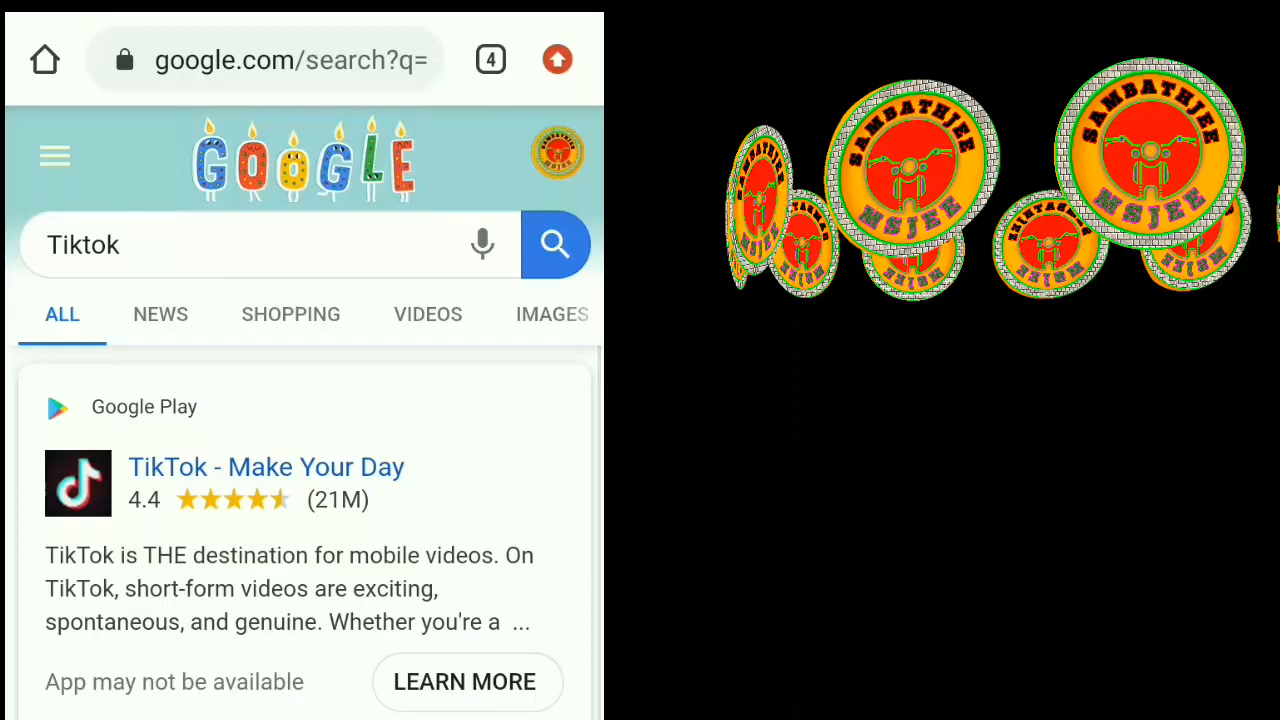 google.com/search?q=
4
GOOGLE
Tiktok
ALL NEWS SHOPPING VIDEOS IMAGES
Google Play
TikTok - Make Your Day
4.4 (21M)
TikTok is THE destination for mobile videos. On
TikTok, short-form videos are exciting,
spontaneous, and genuine. Whether you're a ...
App may not be available LEARN MORE
SAMBATHJEE
MSJEE
SAMBATHJEE
MSJEE